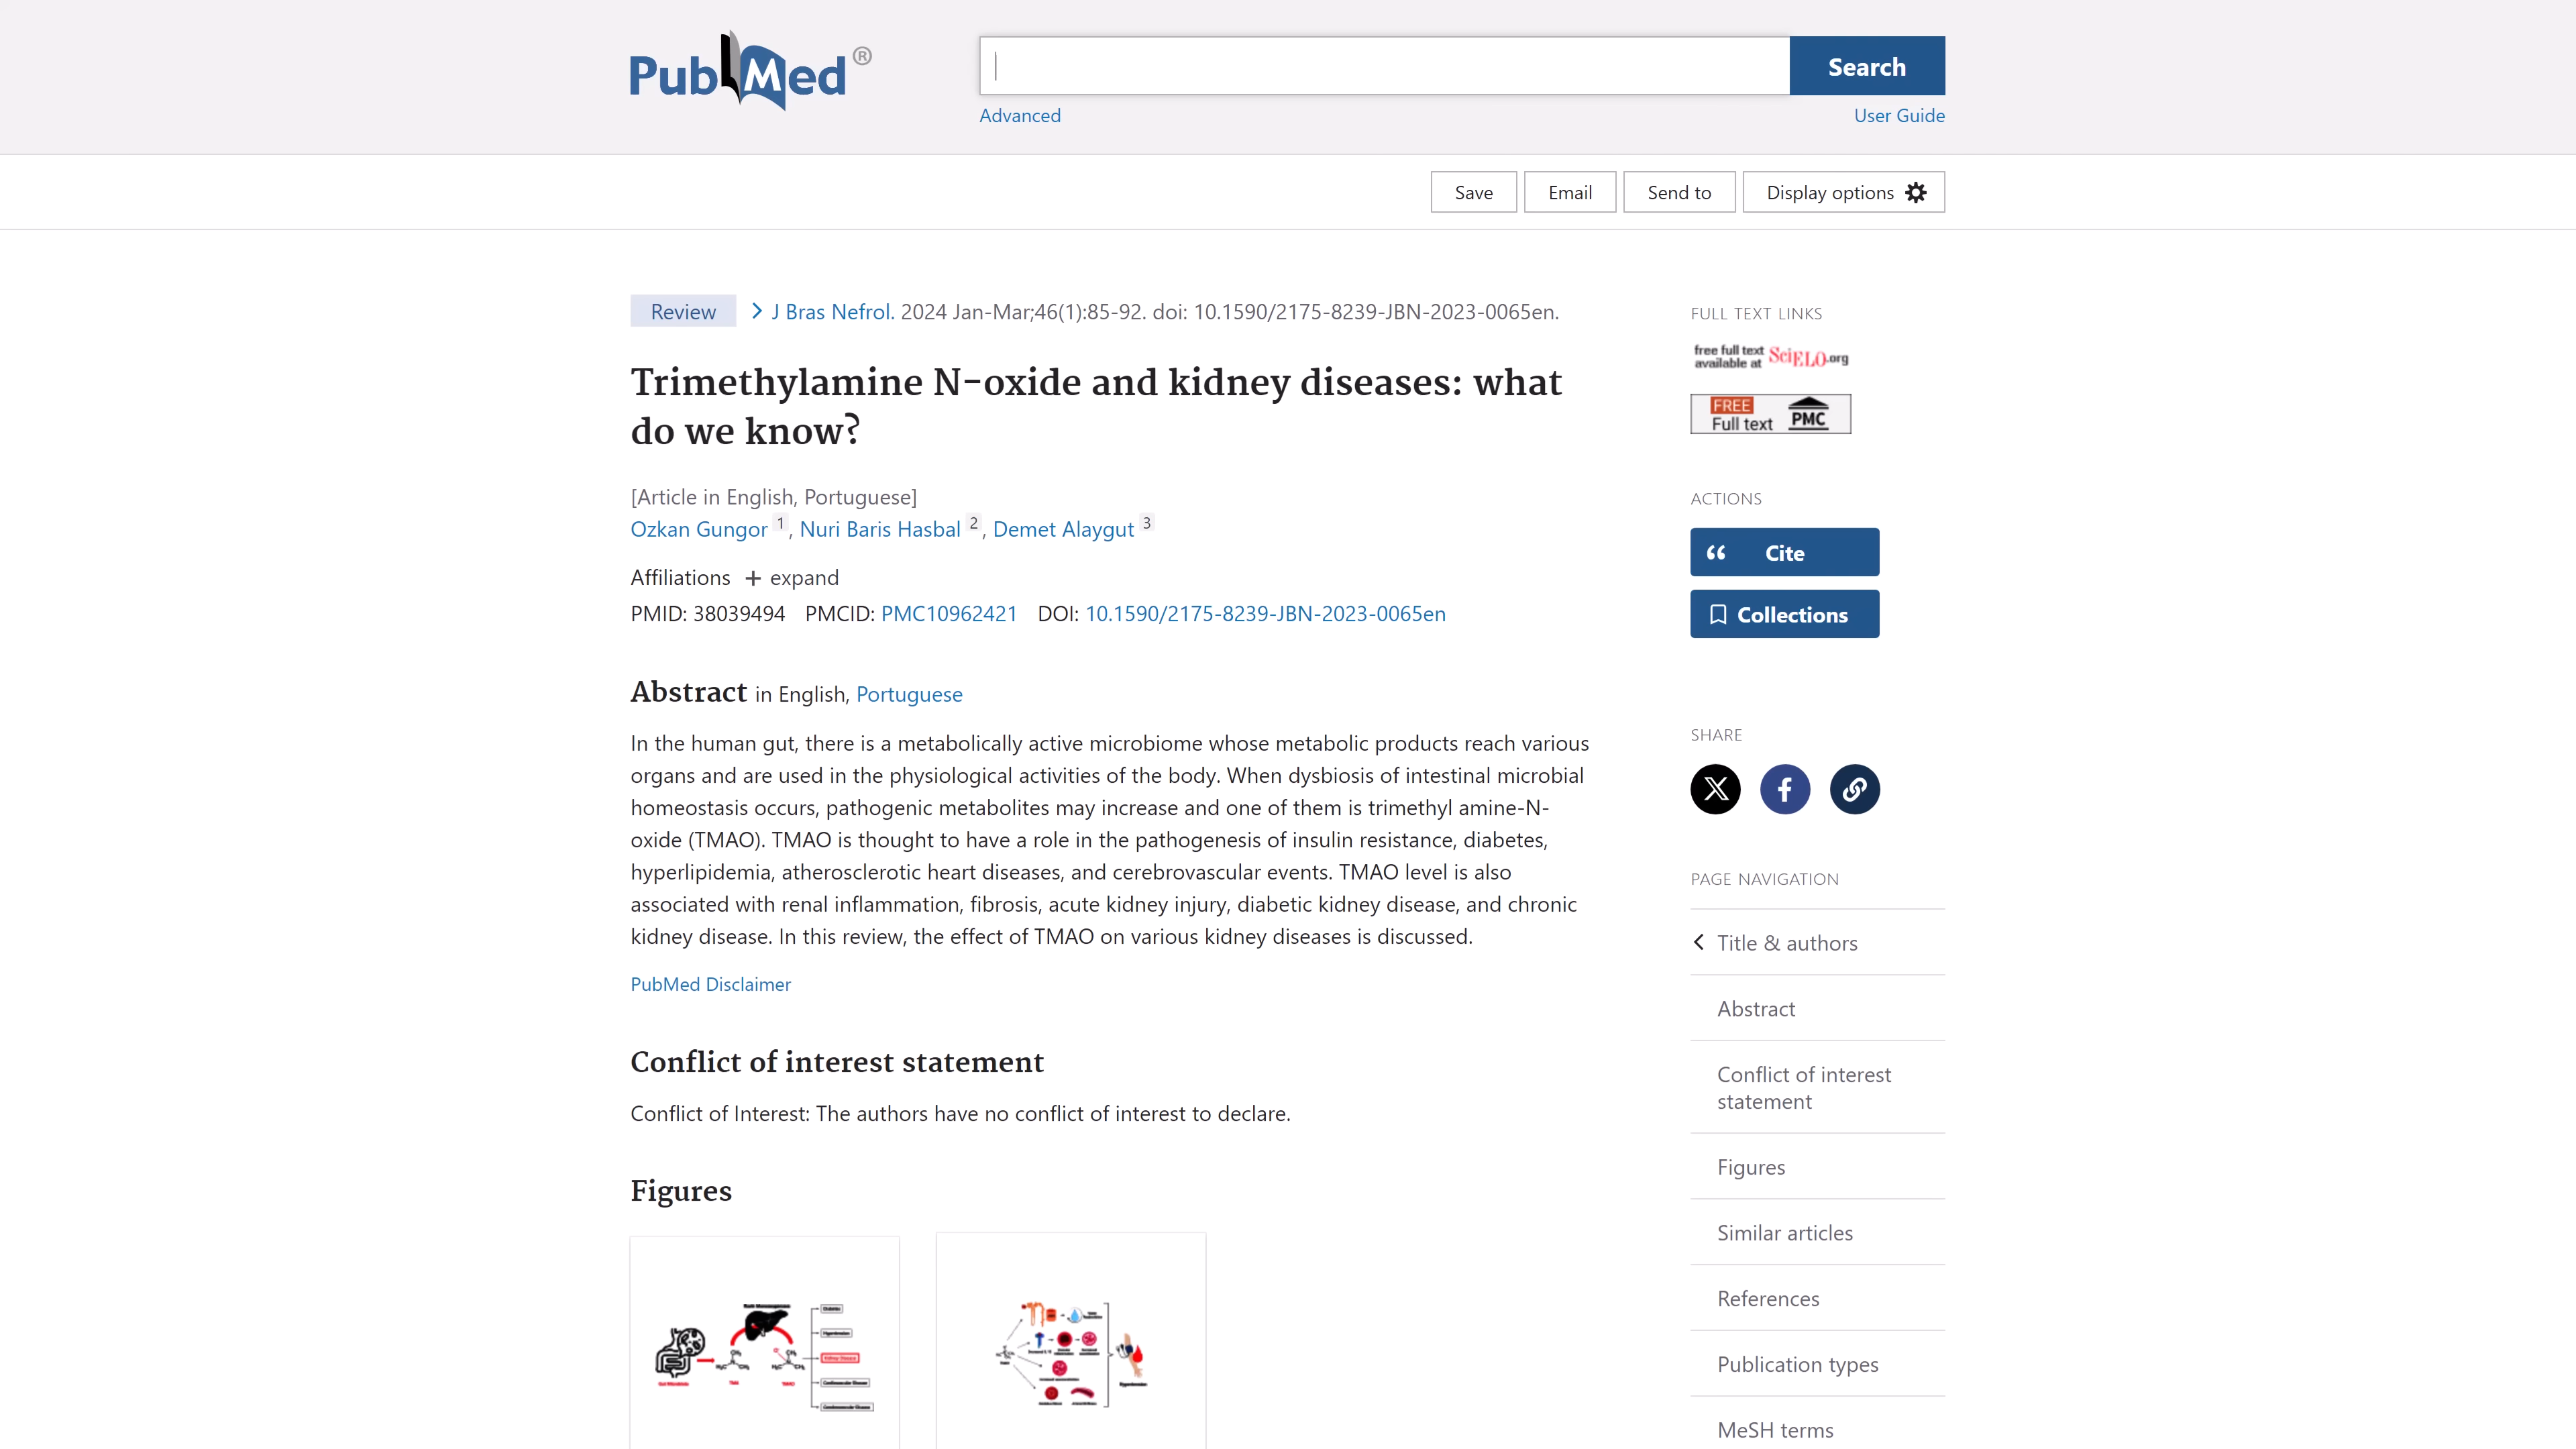 PubMed®
Search
Advanced
User Guide
Save
Email
Send to
Display options
Review
J Bras Nefrol. 2024 Jan-Mar;46(1):85-92. doi: 10.1590/2175-8239-JBN-2023-0065en.
Trimethylamine N-oxide and kidney diseases: what
do we know?
[Article in English, Portuguese]
Ozkan Gungor 1, Nuri Baris Hasbal 2, Demet Alaygut 3
Affiliations + expand
PMID: 38039494 PMCID: PMC10962421 DOI: 10.1590/2175-8239-JBN-2023-0065en
Abstract in English, Portuguese
In the human gut, there is a metabolically active microbiome whose metabolic products reach various
organs and are used in the physiological activities of the body. When dysbiosis of intestinal microbial
homeostasis occurs, pathogenic metabolites may increase and one of them is trimethyl amine-N-
oxide (TMAO). TMAO is thought to have a role in the pathogenesis of insulin resistance, diabetes,
hyperlipidemia, atherosclerotic heart diseases, and cerebrovascular events. TMAO level is also
associated with renal inflammation, fibrosis, acute kidney injury, diabetic kidney disease, and chronic
kidney disease. In this review, the effect of TMAO on various kidney diseases is discussed.
PubMed Disclaimer
Conflict of interest statement
Conflict of Interest: The authors have no conflict of interest to declare.
Figures
FULL TEXT LINKS
free full text
available at SciELO.org
FREE
Full text PMC
ACTIONS
Cite
Collections
SHARE
PAGE NAVIGATION
Title & authors
Abstract
Conflict of interest
statement
Figures
Similar articles
References
Publication types
MeSH terms